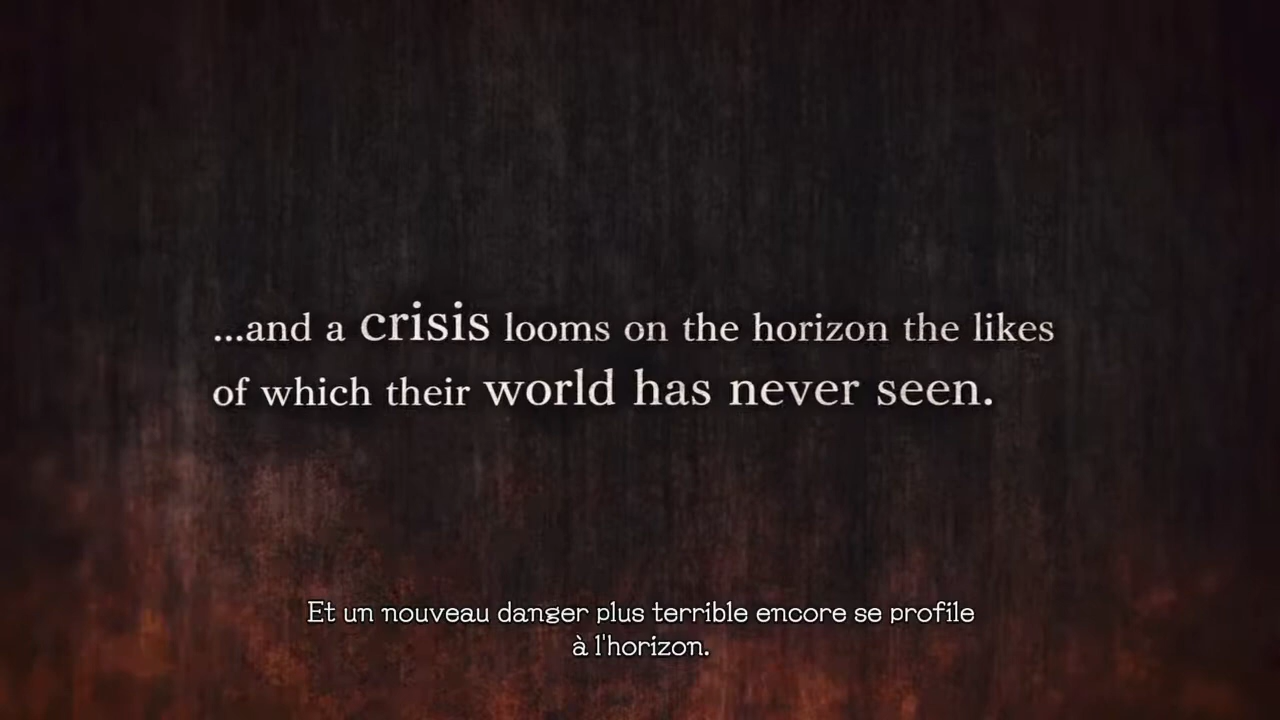 ...and a crisis looms on the horizon the likes
of which their world has never seen.
Et un nouveau danger plus terrible encore se profile
à l'horizon.